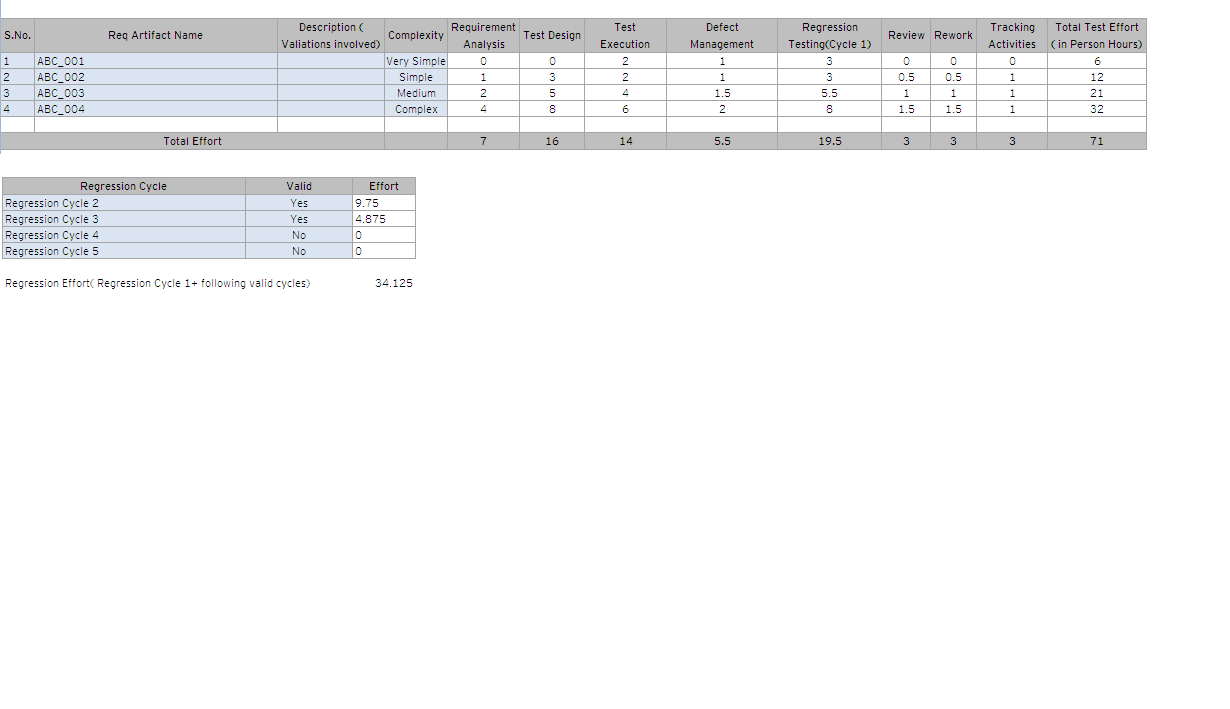 S.No. Req Artifact Name Description ( Valiations involved) Complexity Requirement Analysis Test Design Test Execution Defect Management Regression Testing(Cycle 1) Review Rework Tracking Activities Total Test Effort ( in Person Hours)
1 ABC_001 Very Simple 0 0 2 1 3 0 0 0 6
2 ABC_002 Simple 1 3 2 1 3 0.5 0.5 1 12
3 ABC_003 Medium 2 5 4 1.5 5.5 1 1 1 21
4 ABC_004 Complex 4 8 6 2 8 1.5 1.5 1 32
Total Effort 7 16 14 5.5 19.5 3 3 3 71
Regression Cycle Valid Effort
Regression Cycle 2 Yes 9.75
Regression Cycle 3 Yes 4.875
Regression Cycle 4 No 0
Regression Cycle 5 No 0
Regression Effort( Regression Cycle 1+ following valid cycles) 34.125